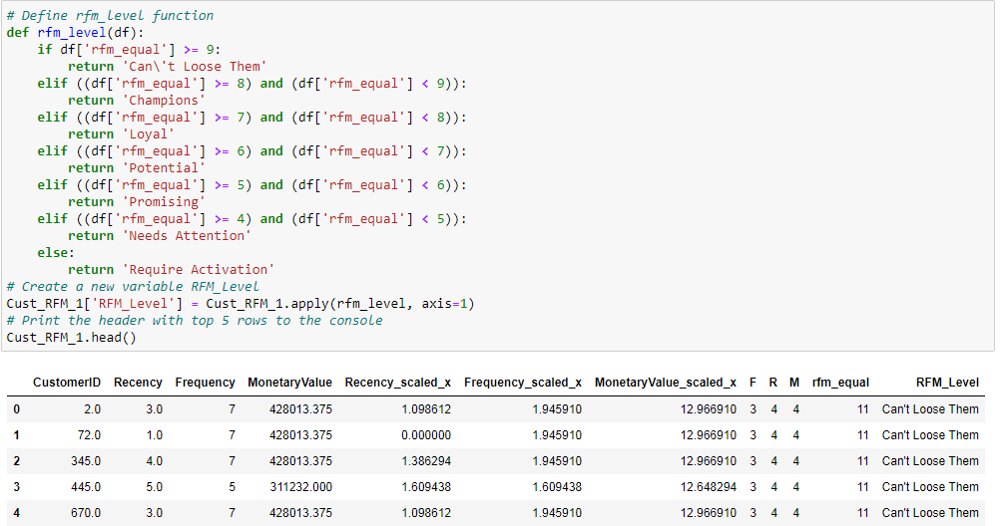 # Define rfm_level function
def rfm_level(df):
    if df['rfm_equal'] >= 9:
        return 'Can\'t Loose Them'
    elif ((df['rfm_equal'] >= 8) and (df['rfm_equal'] < 9)):
        return 'Champions'
    elif ((df['rfm_equal'] >= 7) and (df['rfm_equal'] < 8)):
        return 'Loyal'
    elif ((df['rfm_equal'] >= 6) and (df['rfm_equal'] < 7)):
        return 'Potential'
    elif ((df['rfm_equal'] >= 5) and (df['rfm_equal'] < 6)):
        return 'Promising'
    elif ((df['rfm_equal'] >= 4) and (df['rfm_equal'] < 5)):
        return 'Needs Attention'
    else:
        return 'Require Activation'
# Create a new variable RFM_Level
Cust_RFM_1['RFM_Level'] = Cust_RFM_1.apply(rfm_level, axis=1)
# Print the header with top 5 rows to the console
Cust_RFM_1.head()
CustomerID Recency Frequency MonetaryValue Recency_scaled_x Frequency_scaled_x MonetaryValue_scaled_x F R M rfm_equal RFM_Level
0 2.0 3.0 7 428013.375 1.098612 1.945910 12.966910 3 4 4 11 Can't Loose Them
1 72.0 1.0 7 428013.375 0.000000 1.945910 12.966910 3 4 4 11 Can't Loose Them
2 345.0 4.0 7 428013.375 1.386294 1.945910 12.966910 3 4 4 11 Can't Loose Them
3 445.0 5.0 5 311232.000 1.609438 1.609438 12.648294 3 4 4 11 Can't Loose Them
4 670.0 3.0 7 428013.375 1.098612 1.945910 12.966910 3 4 4 11 Can't Loose Them